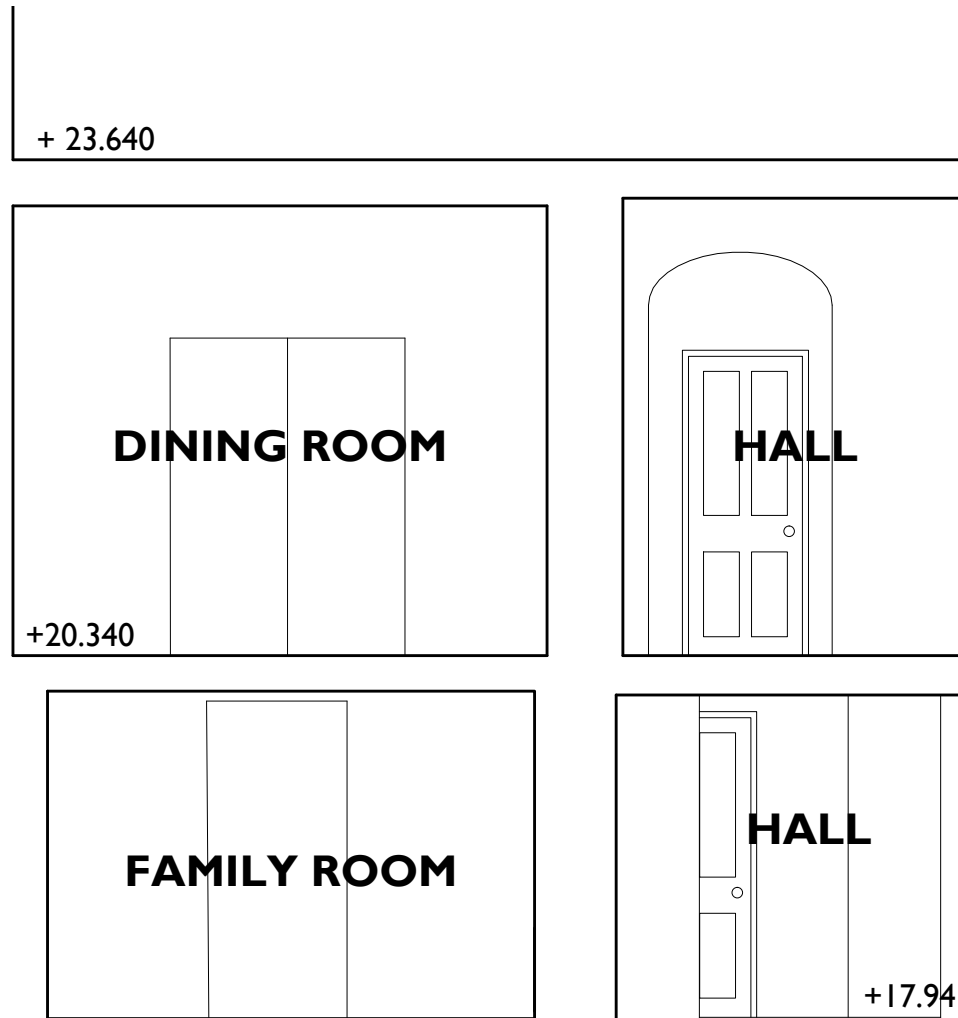 + 23.640
DINING ROOM
HALL
+20.340
HALL
FAMILY ROOM
+17.94